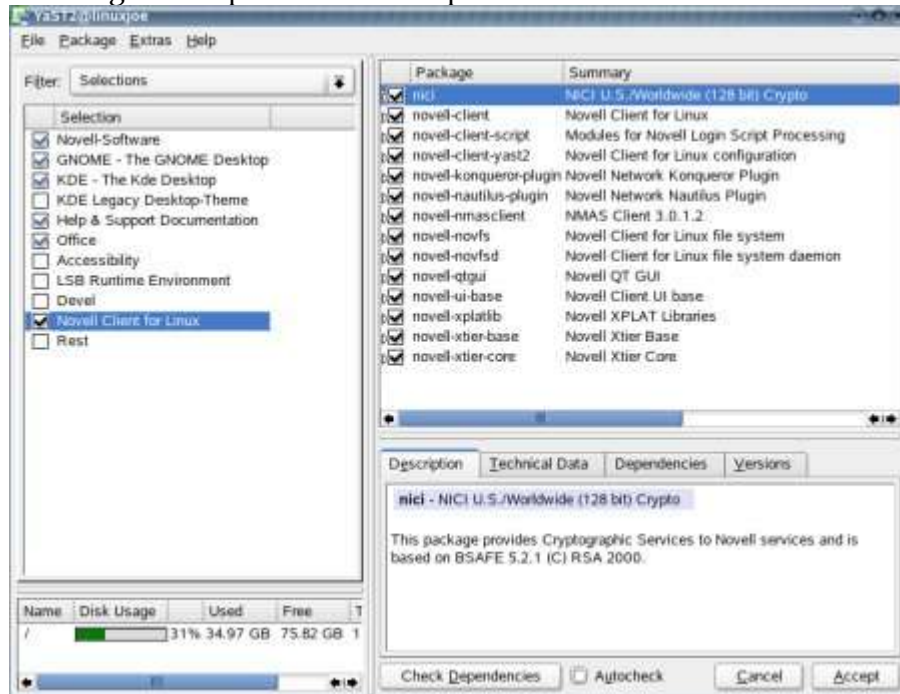 YaST2@linuxjoe
File Package Extras Help
Filter: Selections
Selection
Novell-Software
GNOME - The GNOME Desktop
KDE - The Kde Desktop
KDE Legacy Desktop-Theme
Help & Support Documentation
Office
Accessibility
LSB Runtime Environment
Devel
Novell Client for Linux
Rest
Name Disk Usage Used Free T
/ 31% 34.97 GB 75.82 GB 1
Package Summary
nici NICI U.S./Worldwide (128 bit) Crypto
novell-client Novell Client for Linux
novell-client-script Modules for Novell Login Script Processing
novell-client-yast2 Novell Client for Linux configuration
novell-konqueror-plugin Novell Network Konqueror Plugin
novell-nautilus-plugin Novell Network Nautilus Plugin
novell-nmasclient NMAS Client 3.0.1.2
novell-novfs Novell Client for Linux file system
novell-novfsd Novell Client for Linux file system daemon
novell-qtgui Novell QT GUI
novell-ui-base Novell Client UI base
novell-xplatlib Novell XPLAT Libraries
novell-xtier-base Novell Xtier Base
novell-xtier-core Novell Xtier Core
Description Technical Data Dependencies Versions
nici - NICI U.S./Worldwide (128 bit) Crypto
This package provides Cryptographic Services to Novell services and is
based on BSAFE 5.2.1 (C) RSA 2000.
Check Dependencies Autocheck Cancel Accept